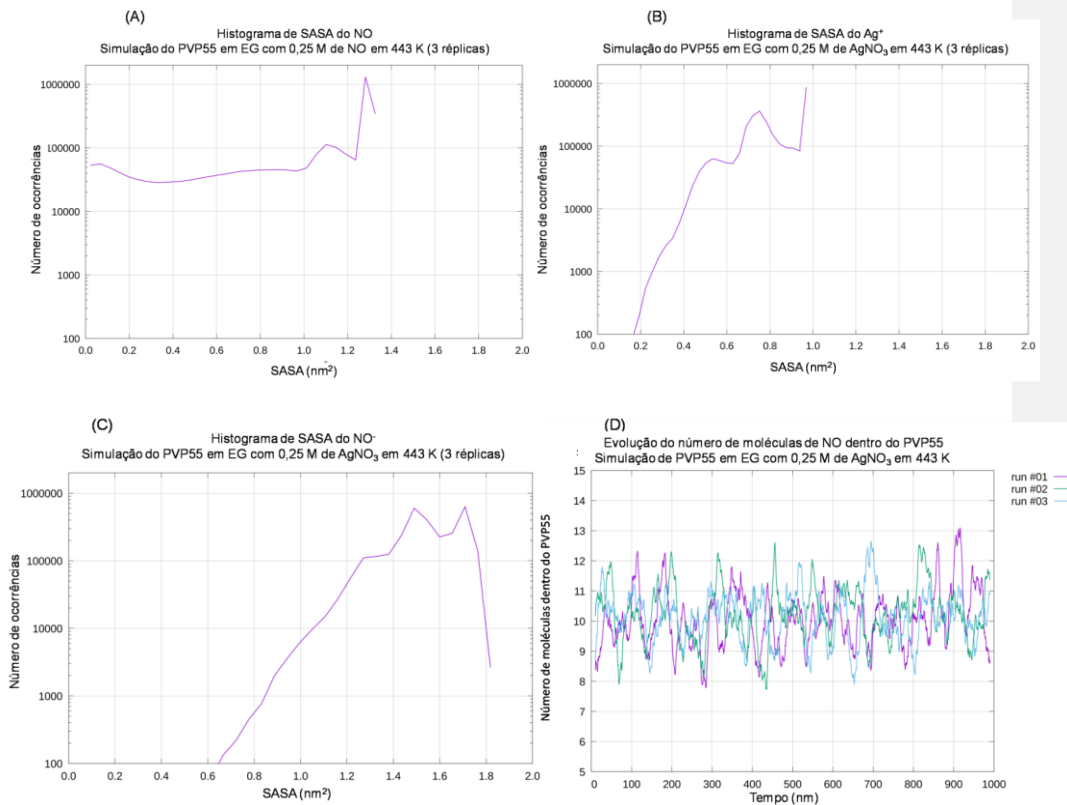 (A)
Histograma de SASA do NO
Simulação do PVP55 em EG com 0,25 M de NO em 443 K (3 réplicas)
Número de ocorrências
1000000
100000
10000
1000
100
0.0 0.2 0.4 0.6 0.8 1.0 1.2 1.4 1.6 1.8 2.0
SASA (nm²)
(B)
Histograma de SASA do Ag⁺
Simulação do PVP55 em EG com 0,25 M de AgNO₃ em 443 K (3 réplicas)
Número de ocorrências
1000000
100000
10000
1000
100
0.0 0.2 0.4 0.6 0.8 1.0 1.2 1.4 1.6 1.8 2.0
SASA (nm²)
(C)
Histograma de SASA do NO⁻
Simulação do PVP55 em EG com 0,25 M de AgNO₃ em 443 K (3 réplicas)
Número de ocorrências
1000000
100000
10000
1000
100
0.0 0.2 0.4 0.6 0.8 1.0 1.2 1.4 1.6 1.8 2.0
SASA (nm²)
(D)
Evolução do número de moléculas de NO dentro do PVP55
Simulação de PVP55 em EG com 0,25 M de AgNO₃ em 443 K
Número de moléculas dentro do PVP55
15
14
13
12
11
10
9
8
7
6
5
0 100 200 300 400 500 600 700 800 900 1000
Tempo (nm)
run #01
run #02
run #03